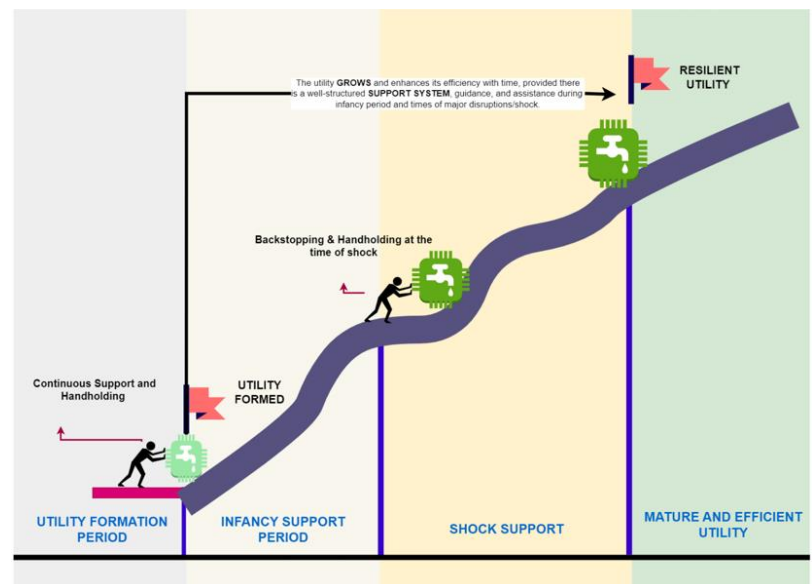 The utility GROWS and enhances its efficiency with time, provided there
is a well-structured SUPPORT SYSTEM, guidance, and assistance during
infancy period and times of major disruptions/shock.
RESILIENT
UTILITY
Backstopping & Handholding at the
time of shock
Continuous Support and
Handholding
UTILITY
FORMED
UTILITY FORMATION
PERIOD
INFANCY SUPPORT
PERIOD
SHOCK SUPPORT
MATURE AND EFFICIENT
UTILITY